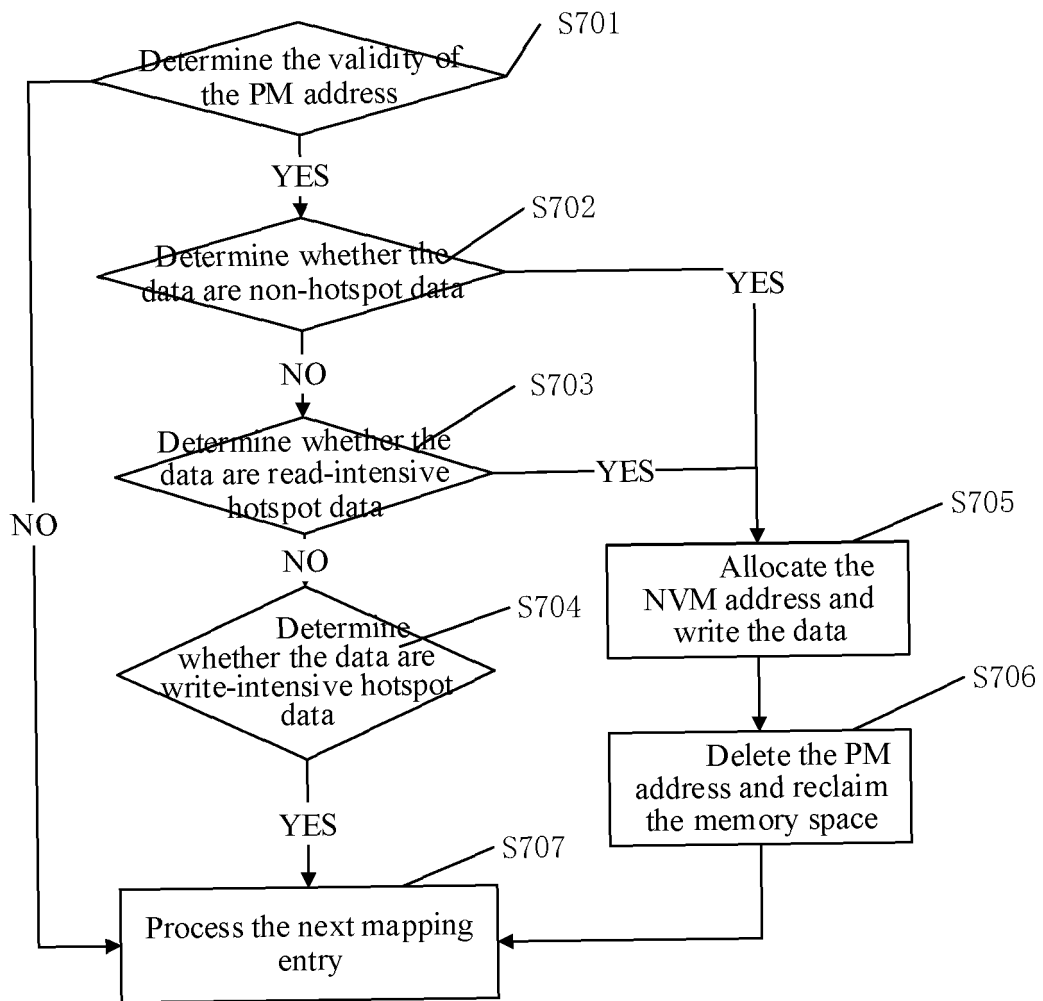 S701
Determine the validity of
the PM address
YES
S702
Determine whether the
data are non-hotspot data
YES
NO
S703
Determine whether the
data are read-intensive
hotspot data
YES
NO
NO
S704
Determine
whether the data are
write-intensive hotspot
data
S705
Allocate the
NVM address and
write the data
S706
Delete the PM
address and reclaim
the memory space
YES
S707
Process the next mapping
entry